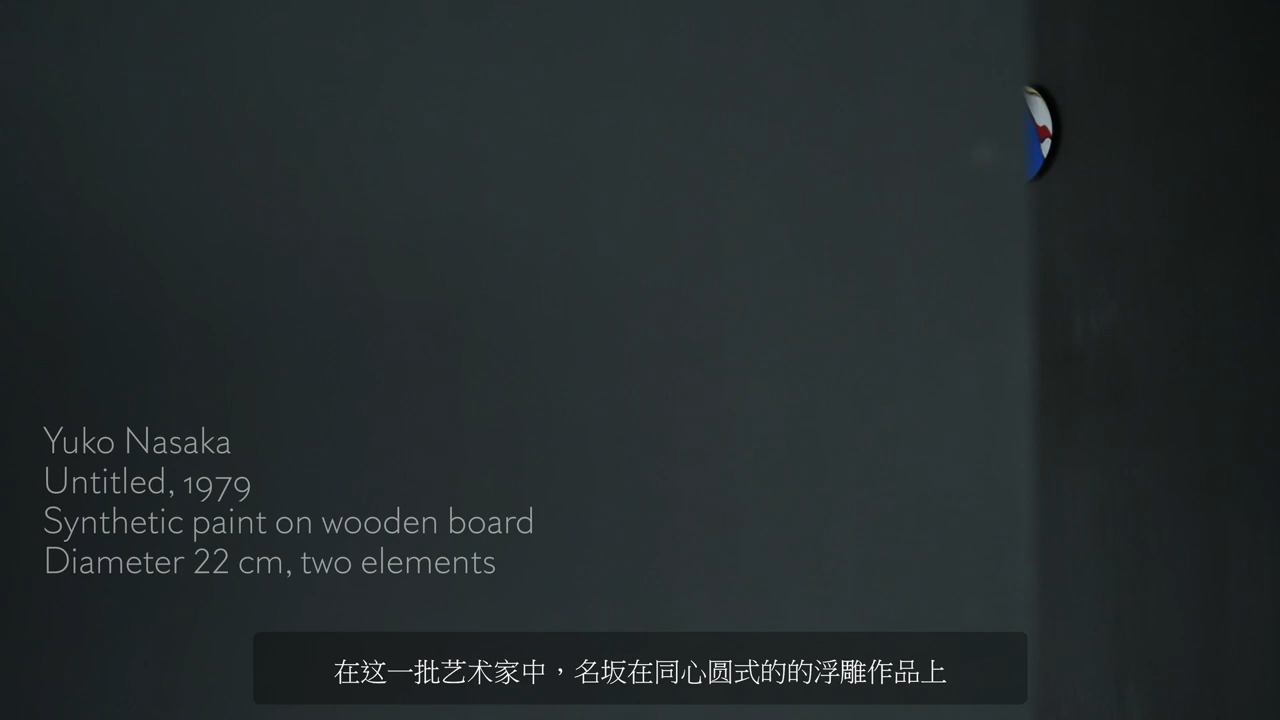 Yuko Nasaka
Untitled, 1979
Synthetic paint on wooden board
Diameter 22 cm, two elements
在这一批艺术家中，名坂在同心圆式的的浮雕作品上